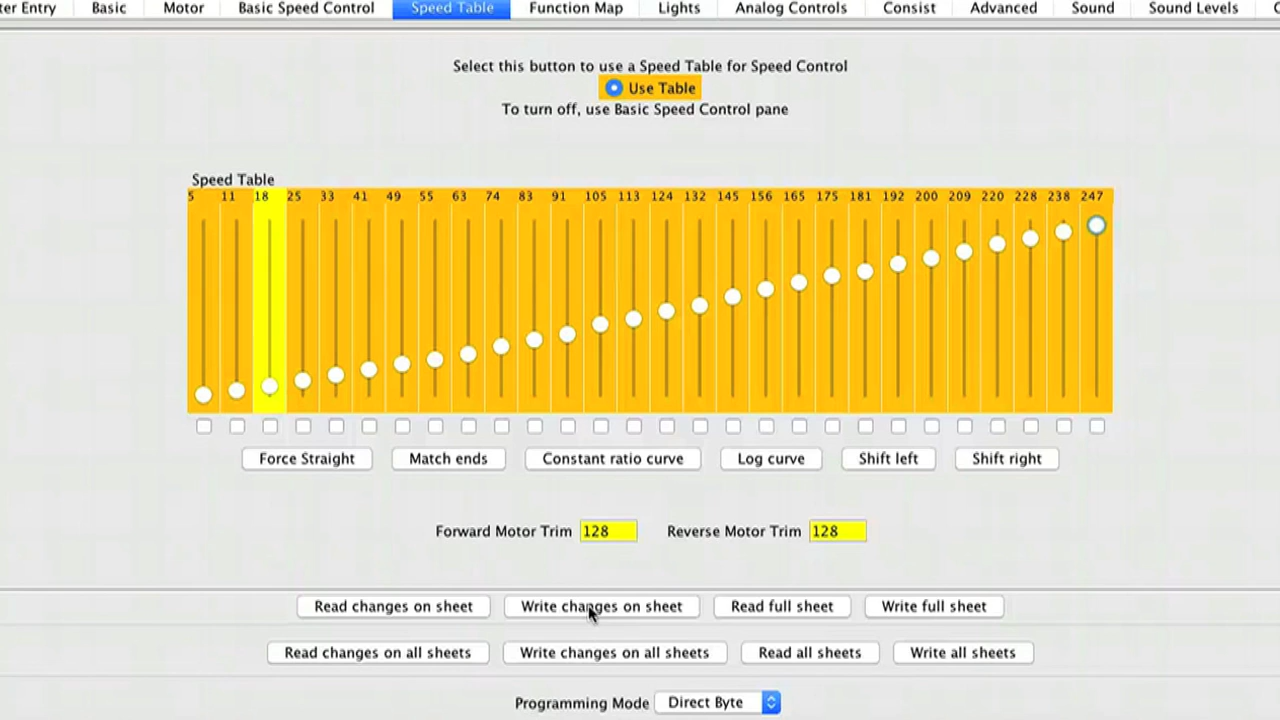 ter Entry Basic Motor Basic Speed Control Speed Table Function Map Lights Analog Controls Consist Advanced Sound Sound Levels
Select this button to use a Speed Table for Speed Control
Use Table
To turn off, use Basic Speed Control pane
Speed Table
5 11 18 25 33 41 49 55 63 74 83 91 105 113 124 132 145 156 165 175 181 192 200 209 220 228 238 247
Force Straight Match ends Constant ratio curve Log curve Shift left Shift right
Forward Motor Trim 128 Reverse Motor Trim 128
Read changes on sheet Write changes on sheet Read full sheet Write full sheet
Read changes on all sheets Write changes on all sheets Read all sheets Write all sheets
Programming Mode Direct Byte